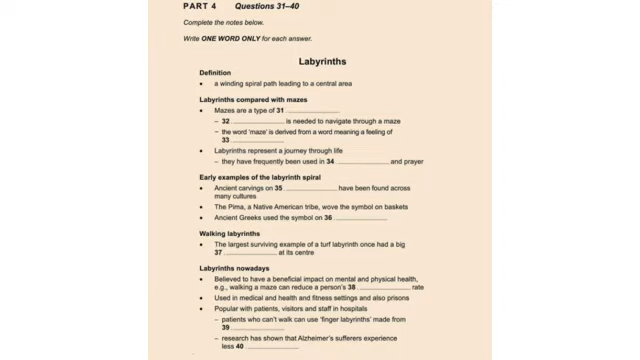 PART 4 Questions 31–40
Complete the notes below.
Write ONE WORD ONLY for each answer.
Labyrinths
Definition
• a winding spiral path leading to a central area
Labyrinths compared with mazes
• Mazes are a type of 31 ....................
– 32 .................... is needed to navigate through a maze
– the word 'maze' is derived from a word meaning a feeling of
33 ....................
• Labyrinths represent a journey through life
– they have frequently been used in 34 .................... and prayer
Early examples of the labyrinth spiral
• Ancient carvings on 35 .................... have been found across
many cultures
• The Pima, a Native American tribe, wove the symbol on baskets
• Ancient Greeks used the symbol on 36 ....................
Walking labyrinths
• The largest surviving example of a turf labyrinth once had a big
37 .................... at its centre
Labyrinths nowadays
• Believed to have a beneficial impact on mental and physical health,
e.g., walking a maze can reduce a person's 38 .................... rate
• Used in medical and health and fitness settings and also prisons
• Popular with patients, visitors and staff in hospitals
– patients who can't walk can use 'finger labyrinths' made from
39 ....................
– research has shown that Alzheimer's sufferers experience
less 40 ....................